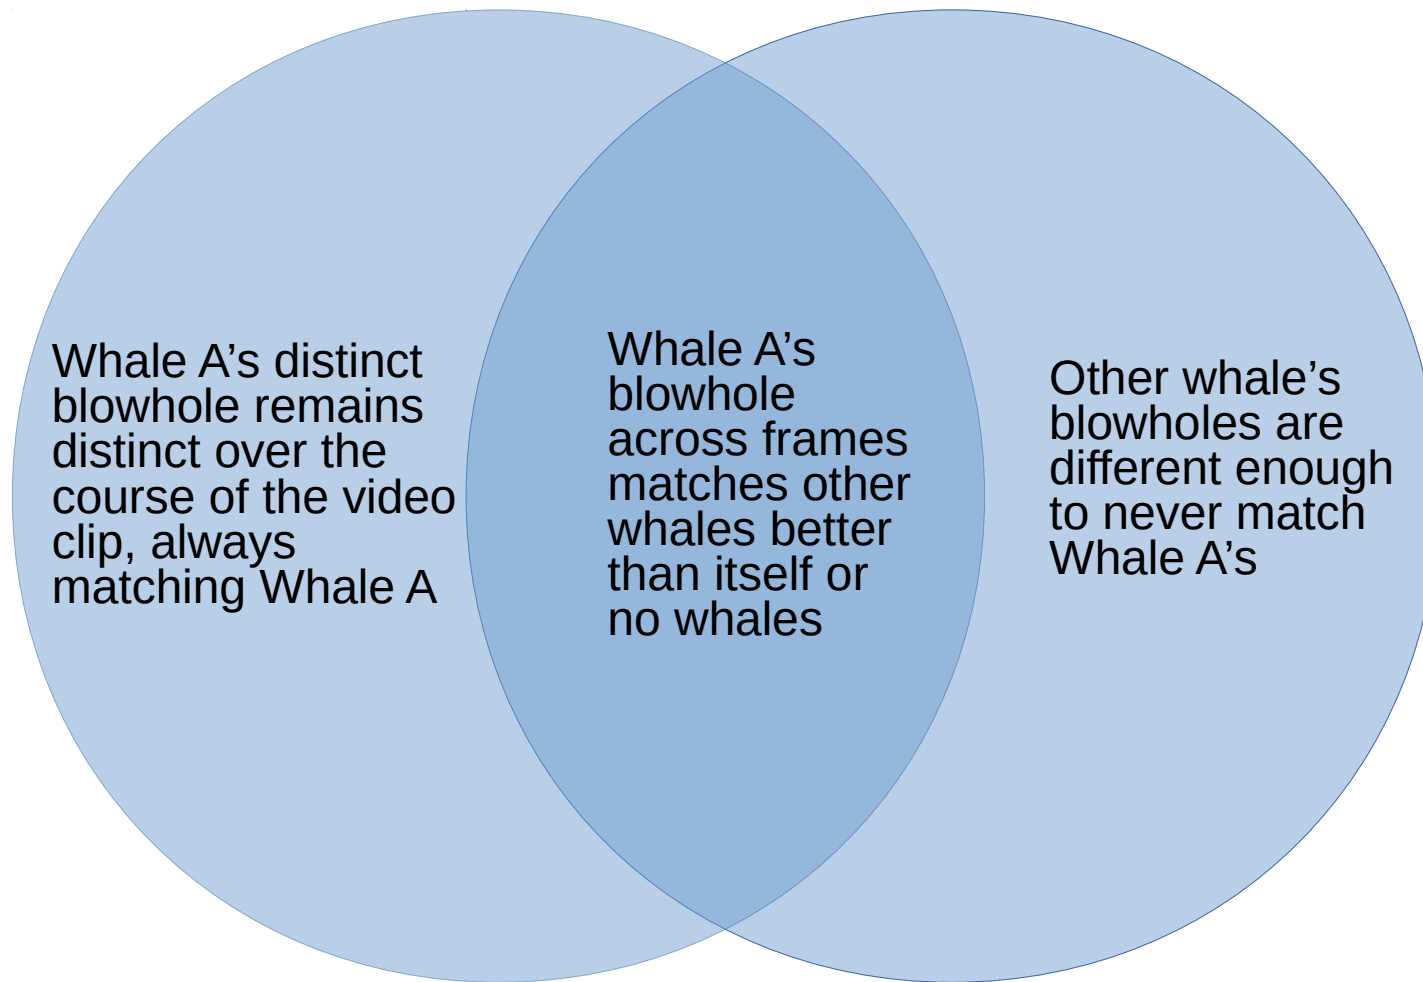 Whale A’s distinct
blowhole remains
distinct over the
course of the video
clip, always
matching Whale A
Whale A’s
blowhole
across frames
matches other
whales better
than itself or
no whales
Other whale’s
blowholes are
different enough
to never match
Whale A’s